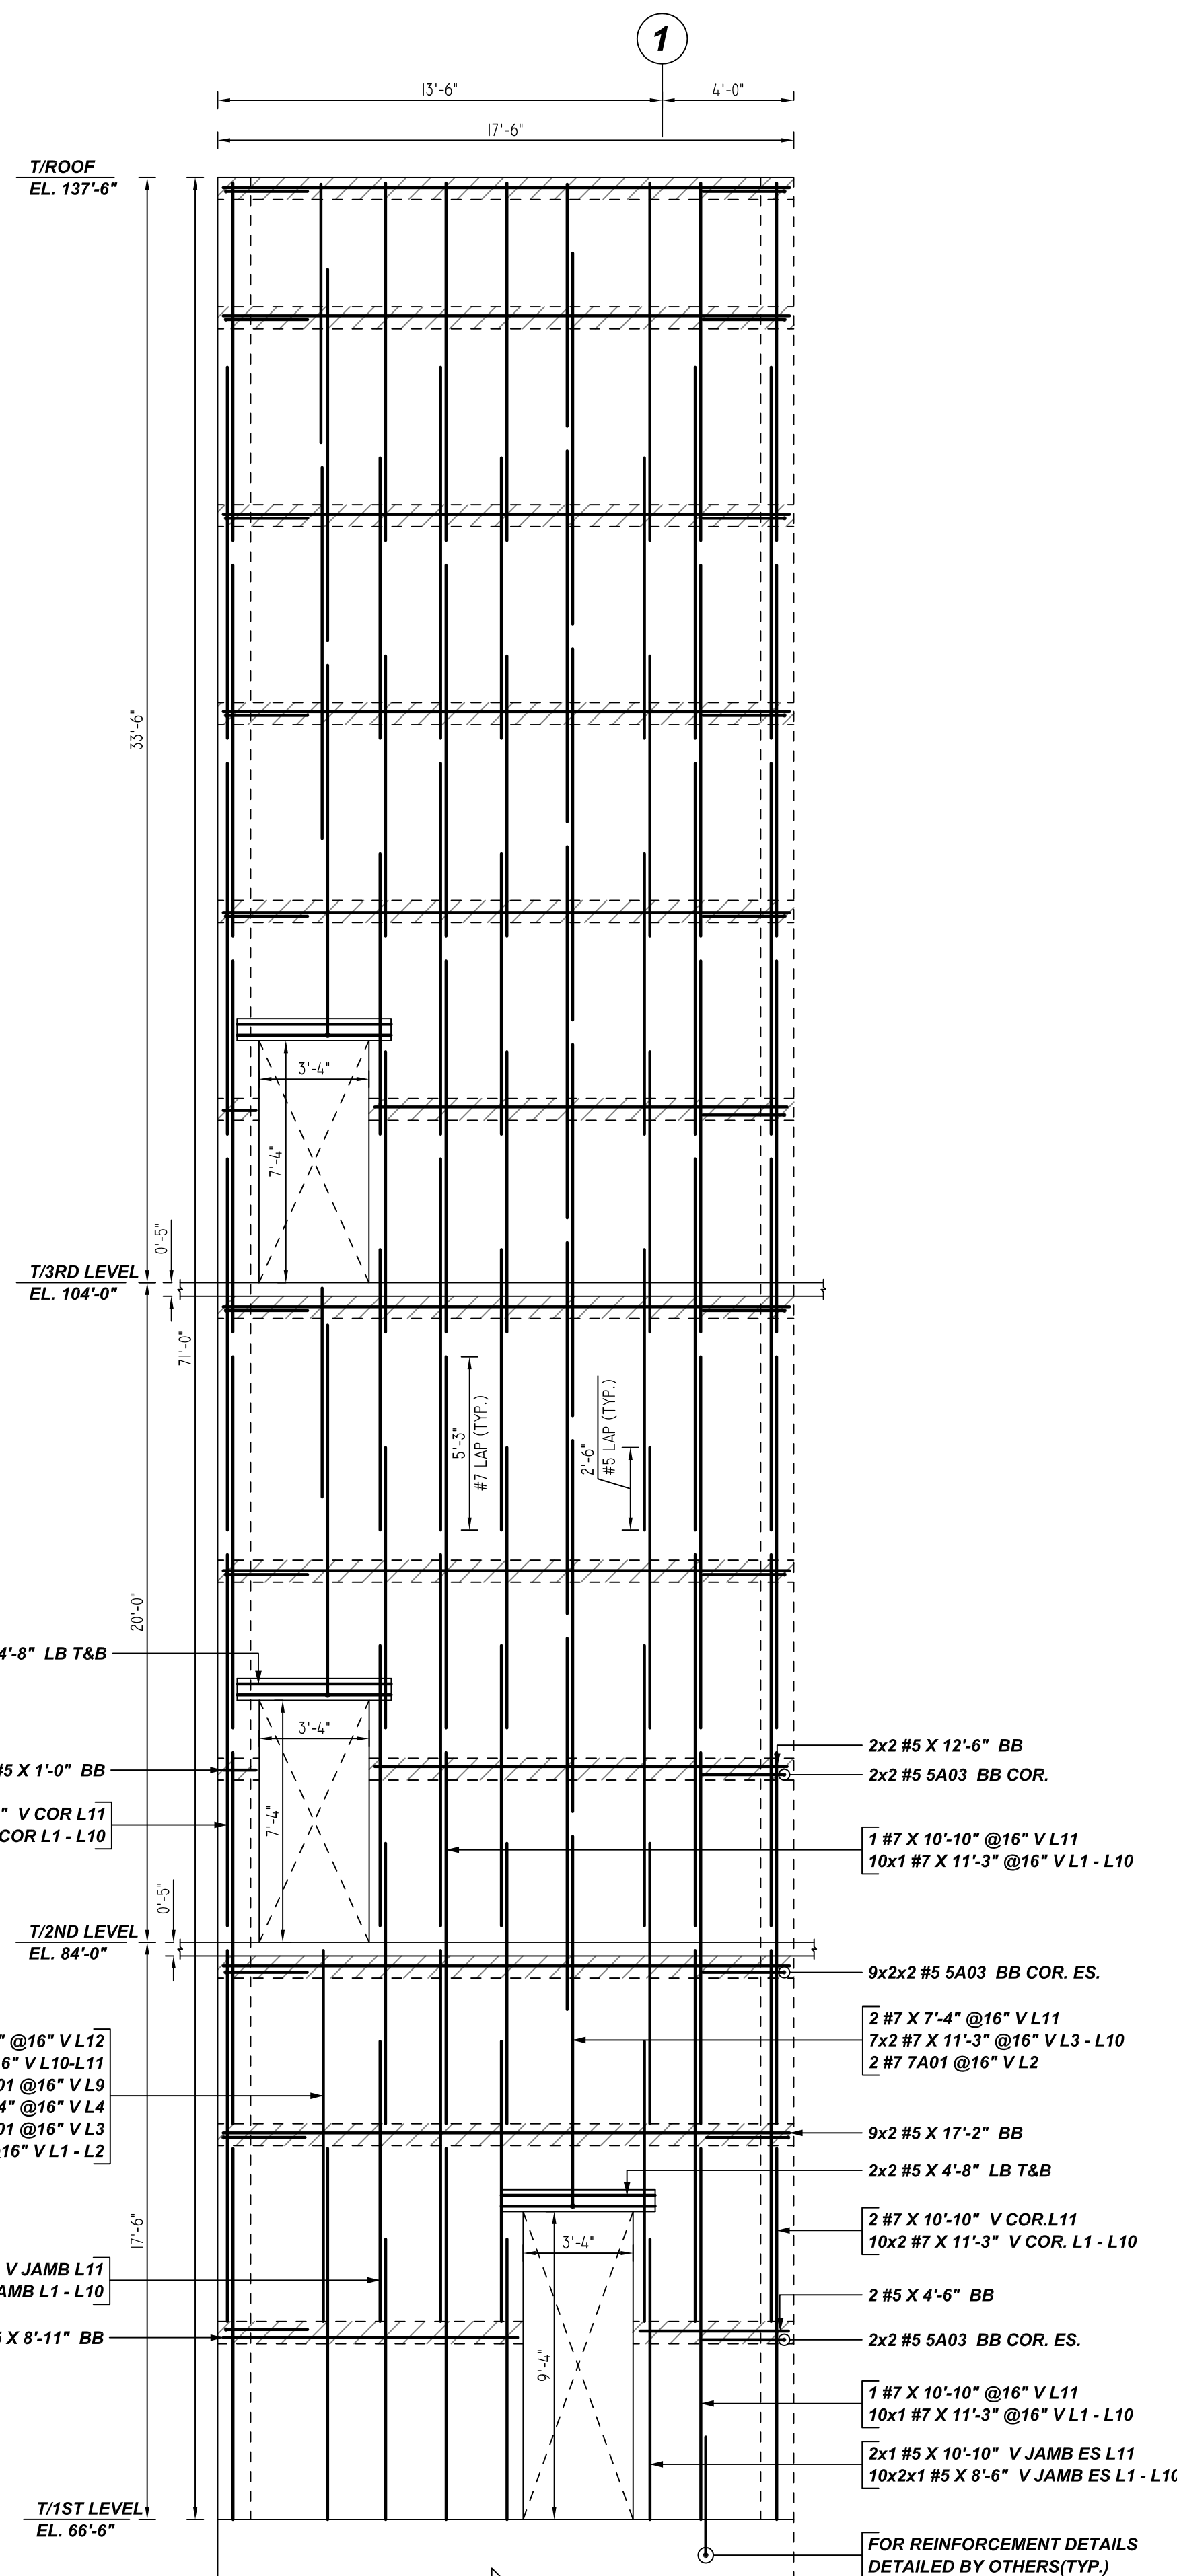 1
13'-6"
4'-0"
17'-6"
T/ROOF
EL. 137'-6"
33'-6"
3'-4"
7'-4"
0'-5"
T/3RD LEVEL
EL. 104'-0"
71'-0"
5'-3"
#7 LAP (TYP.)
2'-6"
#5 LAP (TYP.)
20'-0"
4'-8" LB T&B
3'-4"
2x2 #5 X 12'-6" BB
#5 X 1'-0" BB
2x2 #5 5A03 BB COR.
V COR L11
COR L1 - L10
7'-4"
1 #7 X 10'-10" @16" V L11
10x1 #7 X 11'-3" @16" V L1 - L10
0'-5"
T/2ND LEVEL
EL. 84'-0"
9x2x2 #5 5A03 BB COR. ES.
" @16" V L12
6" V L10-L11
01 @16" V L9
4" @16" V L4
01 @16" V L3
@16" V L1 - L2
2 #7 X 7'-4" @16" V L11
7x2 #7 X 11'-3" @16" V L3 - L10
2 #7 7A01 @16" V L2
9x2 #5 X 17'-2" BB
2x2 #5 X 4'-8" LB T&B
17'-6"
2 #7 X 10'-10" V COR.L11
10x2 #7 X 11'-3" V COR. L1 - L10
3'-4"
V JAMB L11
AMB L1 - L10
2 #5 X 4'-6" BB
X 8'-11" BB
2x2 #5 5A03 BB COR. ES.
9'-4"
1 #7 X 10'-10" @16" V L11
10x1 #7 X 11'-3" @16" V L1 - L10
2x1 #5 X 10'-10" V JAMB ES L11
10x2x1 #5 X 8'-6" V JAMB ES L1 - L10
T/1ST LEVEL
EL. 66'-6"
FOR REINFORCEMENT DETAILS
DETAILED BY OTHERS(TYP.)